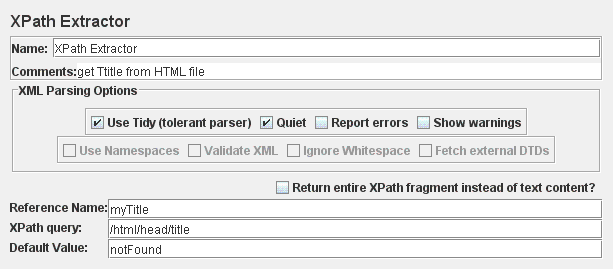 XPath Extractor
Name: XPath Extractor
Comments: get Ttitle from HTML file
XML Parsing Options
Use Tidy (tolerant parser) Quiet Report errors Show warnings
Use Namespaces Validate XML Ignore Whitespace Fetch external DTDs
Return entire XPath fragment instead of text content?
Reference Name: myTitle
XPath query: /html/head/title
Default Value: notFound